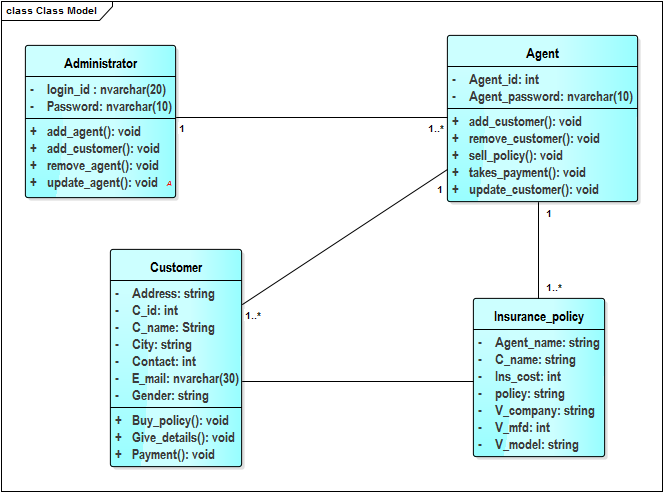 class Class Model
Administrator
- login_id : nvarchar(20)
- Password: nvarchar(10)
+ add_agent(): void
+ add_customer(): void
+ remove_agent(): void
+ update_agent(): void A
Agent
- Agent_id: int
- Agent_password: nvarchar(10)
+ add_customer(): void
+ remove_customer(): void
+ sell_policy(): void
+ takes_payment(): void
+ update_customer(): void
1
1..*
1
1..*
1
1..*
Customer
- Address: string
- C_id: int
- C_name: String
- City: string
- Contact: int
- E_mail: nvarchar(30)
- Gender: string
+ Buy_policy(): void
+ Give_details(): void
+ Payment(): void
Insurance_policy
- Agent_name: string
- C_name: string
- Ins_cost: int
- policy: string
- V_company: string
- V_mfd: int
- V_model: string